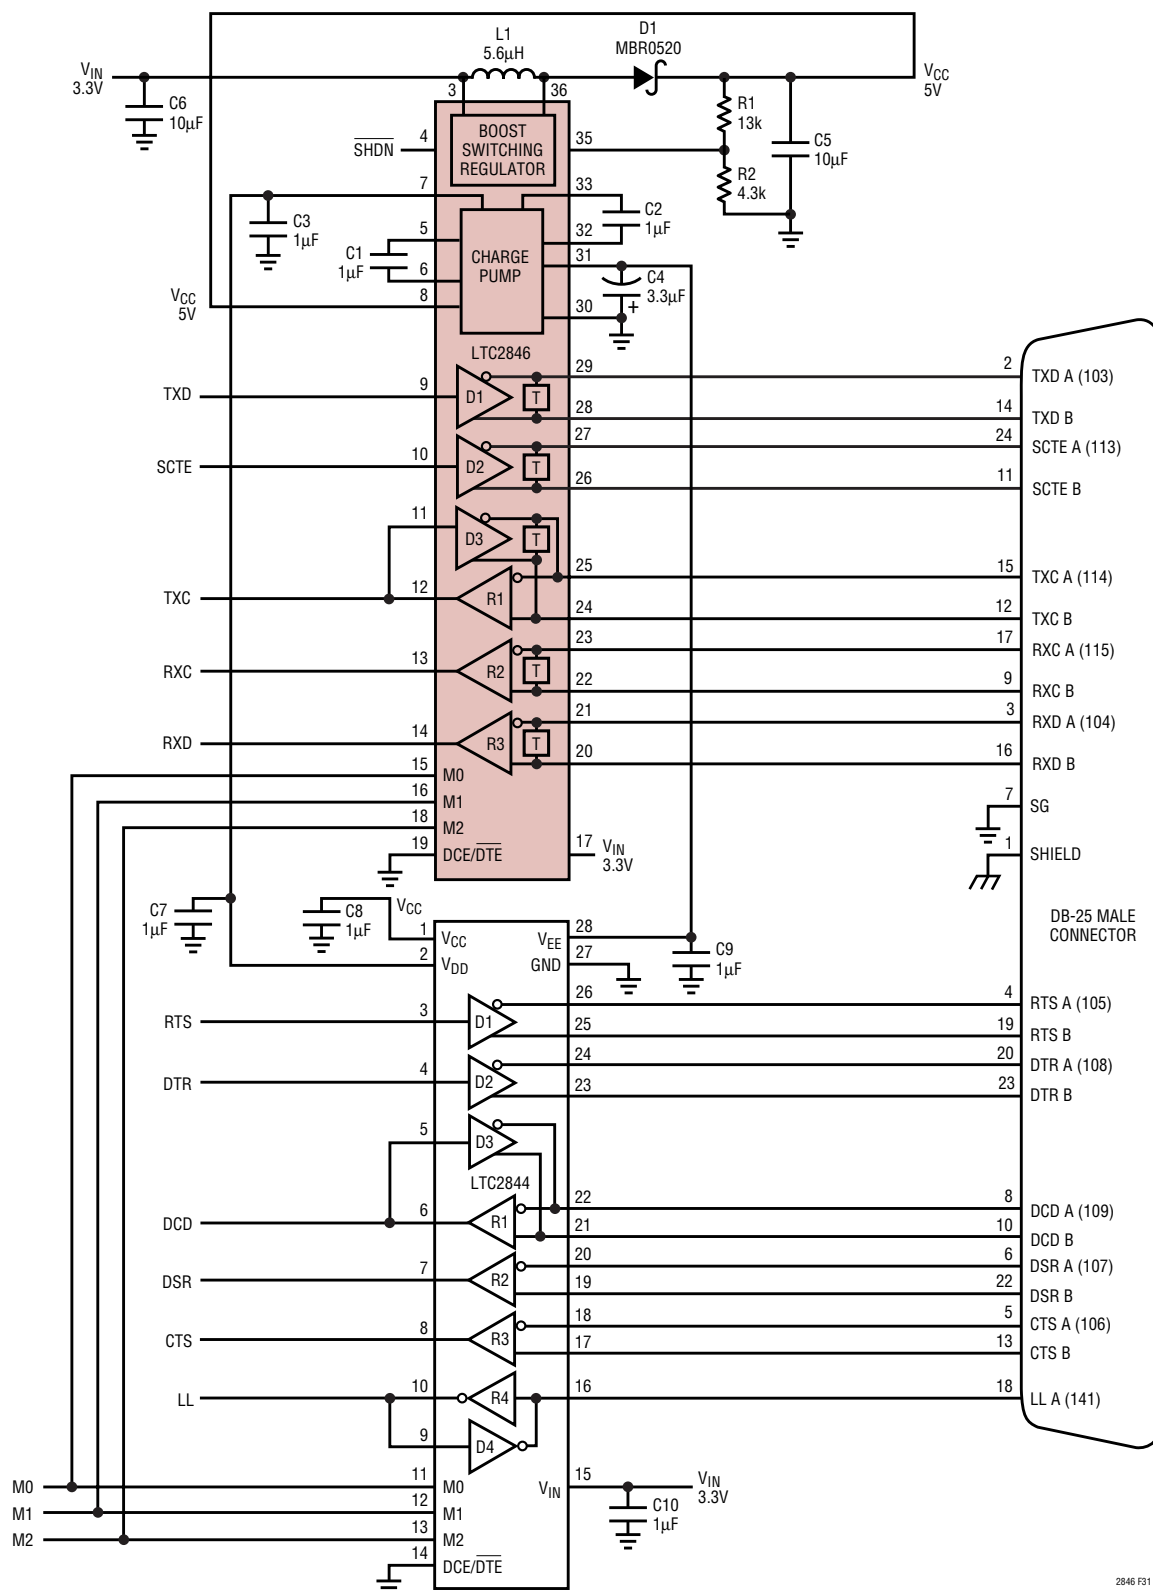 L1
5.6µH
D1
MBR0520
VIN
3.3V
3
36
VCC
5V
C6
10µF
R1
13k
C5
10µF
R2
4.3k
SHDN
4
BOOST
SWITCHING
REGULATOR
35
7
33
C3
1µF
C2
1µF
5
32
C1
1µF
CHARGE
PUMP
31
6
C4
3.3µF
+
VCC
5V
8
30
LTC2846
TXD
9
D1
T
29
2
TXD A (103)
28
14
TXD B
SCTE
10
D2
T
27
24
SCTE A (113)
26
11
SCTE B
11
D3
T
25
15
TXC A (114)
TXC
12
R1
24
12
TXC B
23
17
RXC A (115)
RXC
13
R2
T
22
9
RXC B
21
3
RXD A (104)
RXD
14
R3
T
20
16
RXD B
15
M0
16
M1
7
SG
18
M2
19
DCE/DTE
17
VIN
3.3V
1
SHIELD
C7
1µF
C8
1µF
VCC
DB-25 MALE
CONNECTOR
1
VCC
VEE
28
2
VDD
GND
27
C9
1µF
RTS
3
D1
26
4
RTS A (105)
25
19
RTS B
DTR
4
D2
24
20
DTR A (108)
23
23
DTR B
5
D3
LTC2844
DCD
6
R1
22
8
DCD A (109)
21
10
DCD B
DSR
7
R2
20
6
DSR A (107)
19
22
DSR B
CTS
8
R3
18
5
CTS A (106)
17
13
CTS B
LL
10
R4
16
18
LL A (141)
9
D4
M0
11
M0
VIN
15
VIN
3.3V
M1
12
M1
C10
1µF
M2
13
M2
14
DCE/DTE
2846 F31